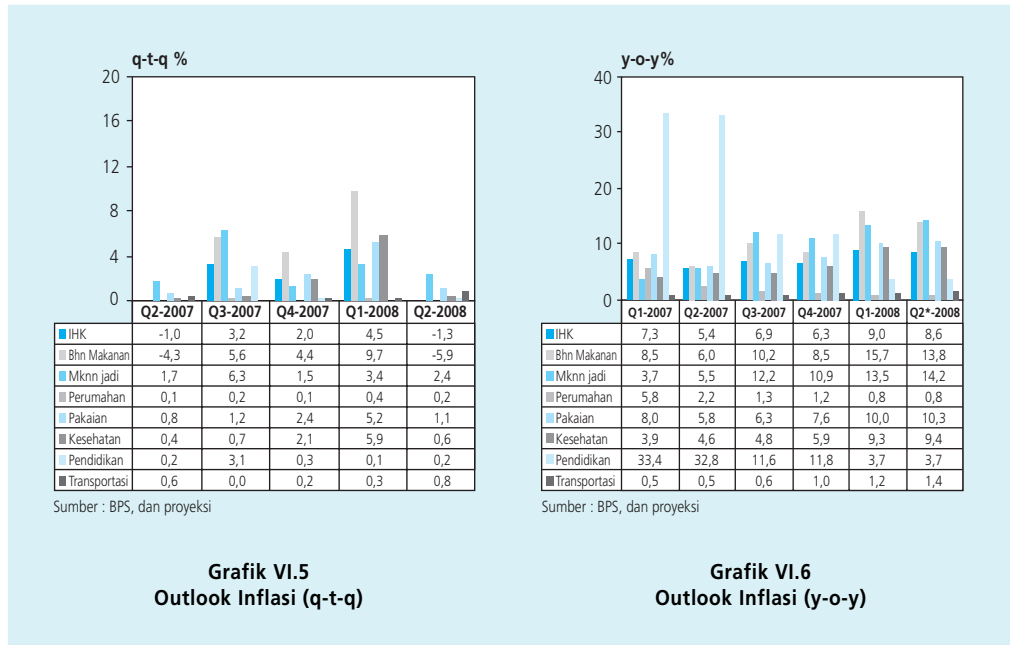 q-t-q %
20
16
12
8
4
0
Q2-2007 Q3-2007 Q4-2007 Q1-2008 Q2-2008
IHK -1,0 3,2 2,0 4,5 -1,3
Bhn Makanan -4,3 5,6 4,4 9,7 -5,9
Mknn jadi 1,7 6,3 1,5 3,4 2,4
Perumahan 0,1 0,2 0,1 0,4 0,2
Pakaian 0,8 1,2 2,4 5,2 1,1
Kesehatan 0,4 0,7 2,1 5,9 0,6
Pendidikan 0,2 3,1 0,3 0,1 0,2
Transportasi 0,6 0,0 0,2 0,3 0,8
Sumber : BPS, dan proyeksi
Grafik VI.5
Outlook Inflasi (q-t-q)
y-o-y%
40
30
20
10
0
Q1-2007 Q2-2007 Q3-2007 Q4-2007 Q1-2008 Q2*-2008
IHK 7,3 5,4 6,9 6,3 9,0 8,6
Bhn Makanan 8,5 6,0 10,2 8,5 15,7 13,8
Mknn jadi 3,7 5,5 12,2 10,9 13,5 14,2
Perumahan 5,8 2,2 1,3 1,2 0,8 0,8
Pakaian 8,0 5,8 6,3 7,6 10,0 10,3
Kesehatan 3,9 4,6 4,8 5,9 9,3 9,4
Pendidikan 33,4 32,8 11,6 11,8 3,7 3,7
Transportasi 0,5 0,5 0,6 1,0 1,2 1,4
Sumber : BPS, dan proyeksi
Grafik VI.6
Outlook Inflasi (y-o-y)